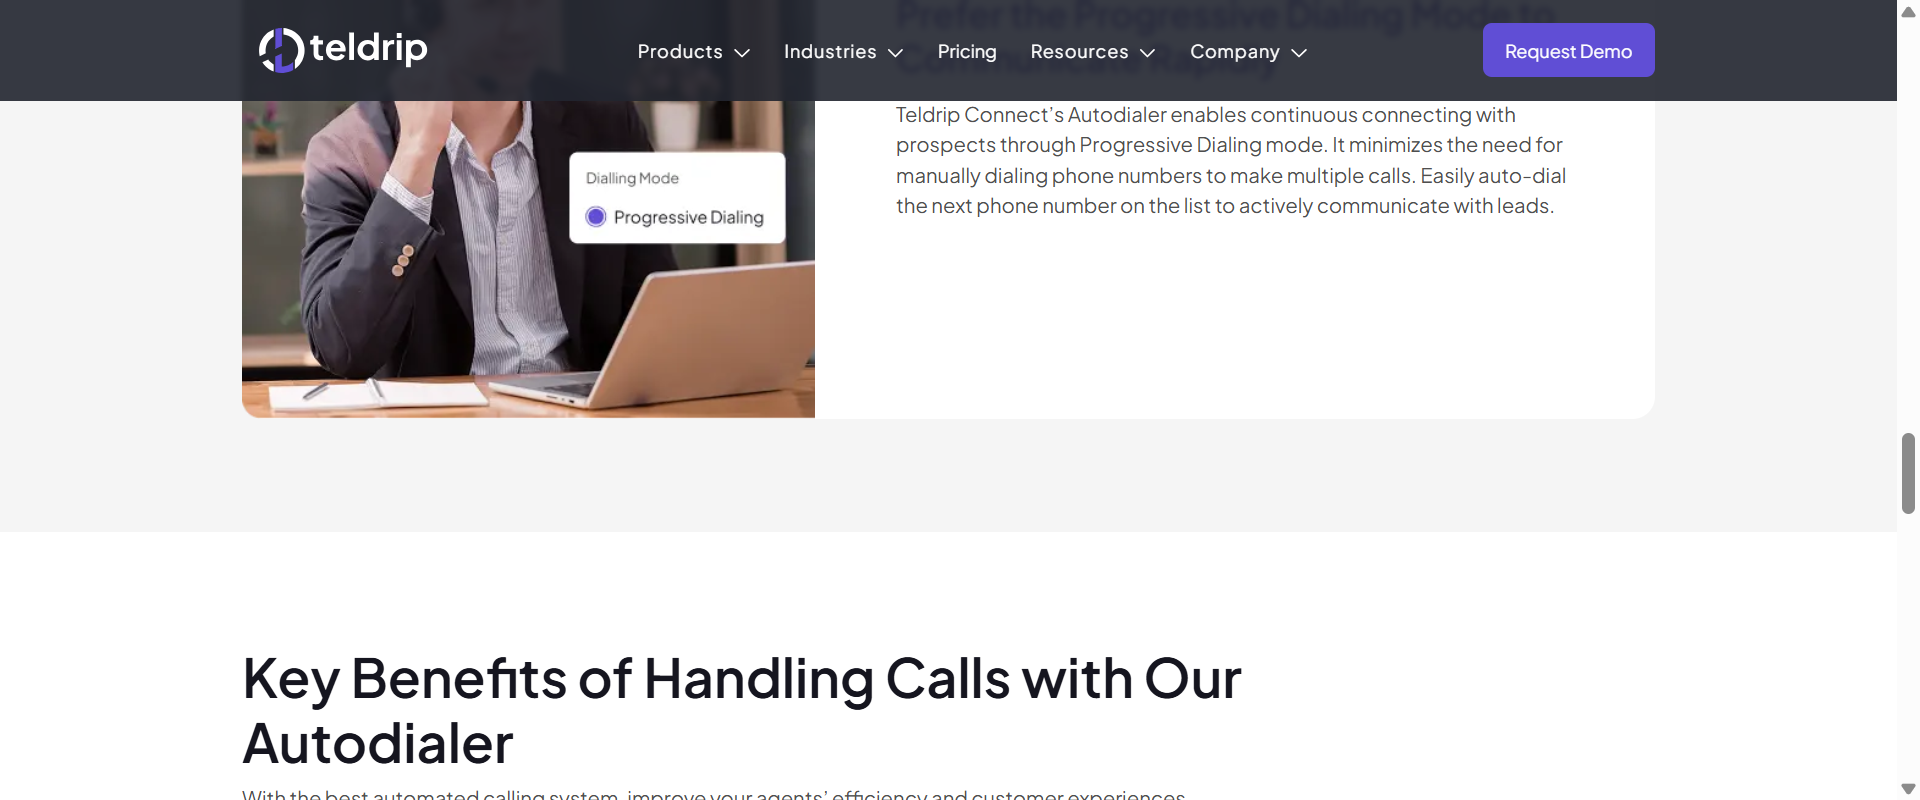 Prefer the Progressive Dialing Mode to
Communicate Rapidly
teldrip
Products
Industries
Pricing
Resources
Company
Request Demo
Teldrip Connect’s Autodialer enables continuous connecting with
prospects through Progressive Dialing mode. It minimizes the need for
manually dialing phone numbers to make multiple calls. Easily auto-dial
the next phone number on the list to actively communicate with leads.
Dialling Mode
Progressive Dialing
Key Benefits of Handling Calls with Our
Autodialer
With the best automated calling system, improve your agents’ efficiency and customer experiences.